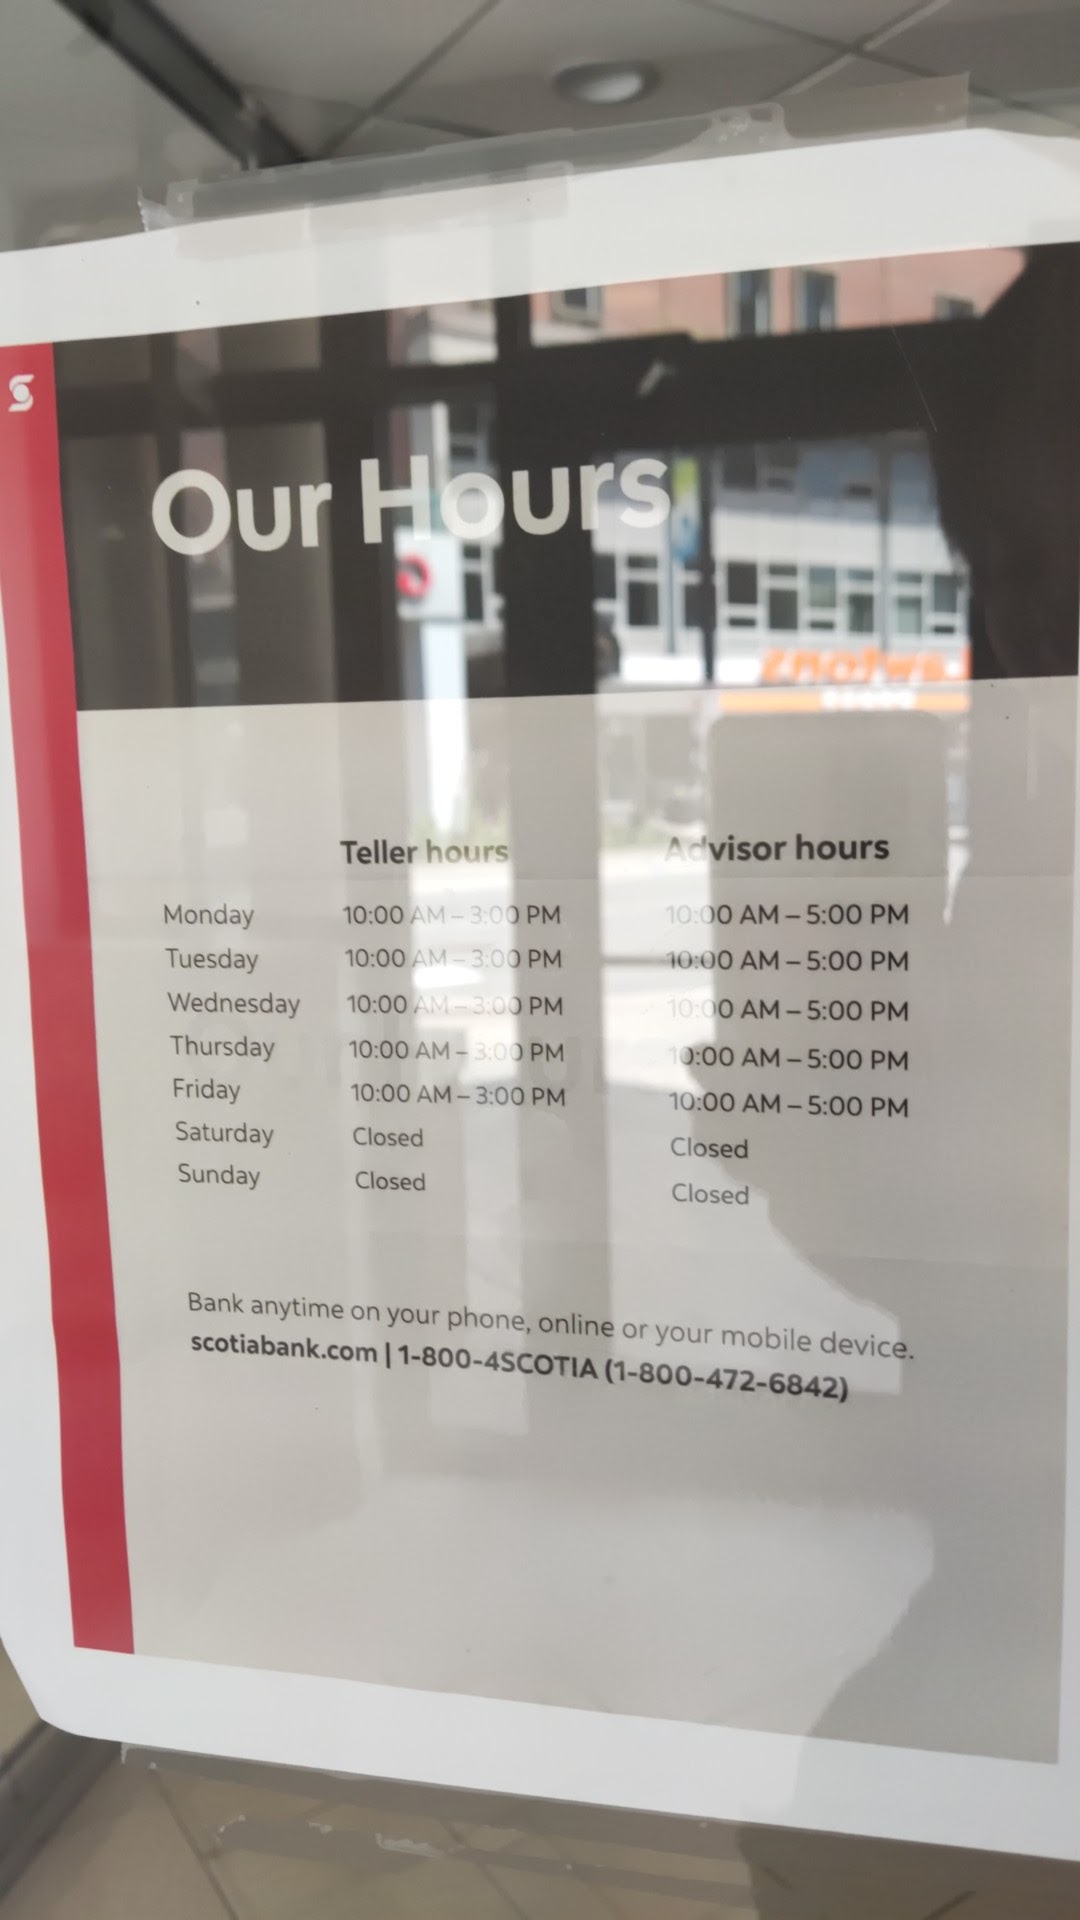 Our Hours
Teller hours Advisor hours
Monday 10:00 AM – 3:00 PM 10:00 AM – 5:00 PM
Tuesday 10:00 AM – 3:00 PM 10:00 AM – 5:00 PM
Wednesday 10:00 AM – 3:00 PM 10:00 AM – 5:00 PM
Thursday 10:00 AM – 3:00 PM 10:00 AM – 5:00 PM
Friday 10:00 AM – 3:00 PM 10:00 AM – 5:00 PM
Saturday Closed Closed
Sunday Closed Closed
Bank anytime on your phone, online or your mobile device.
scotiabank.com | 1-800-4SCOTIA (1-800-472-6842)